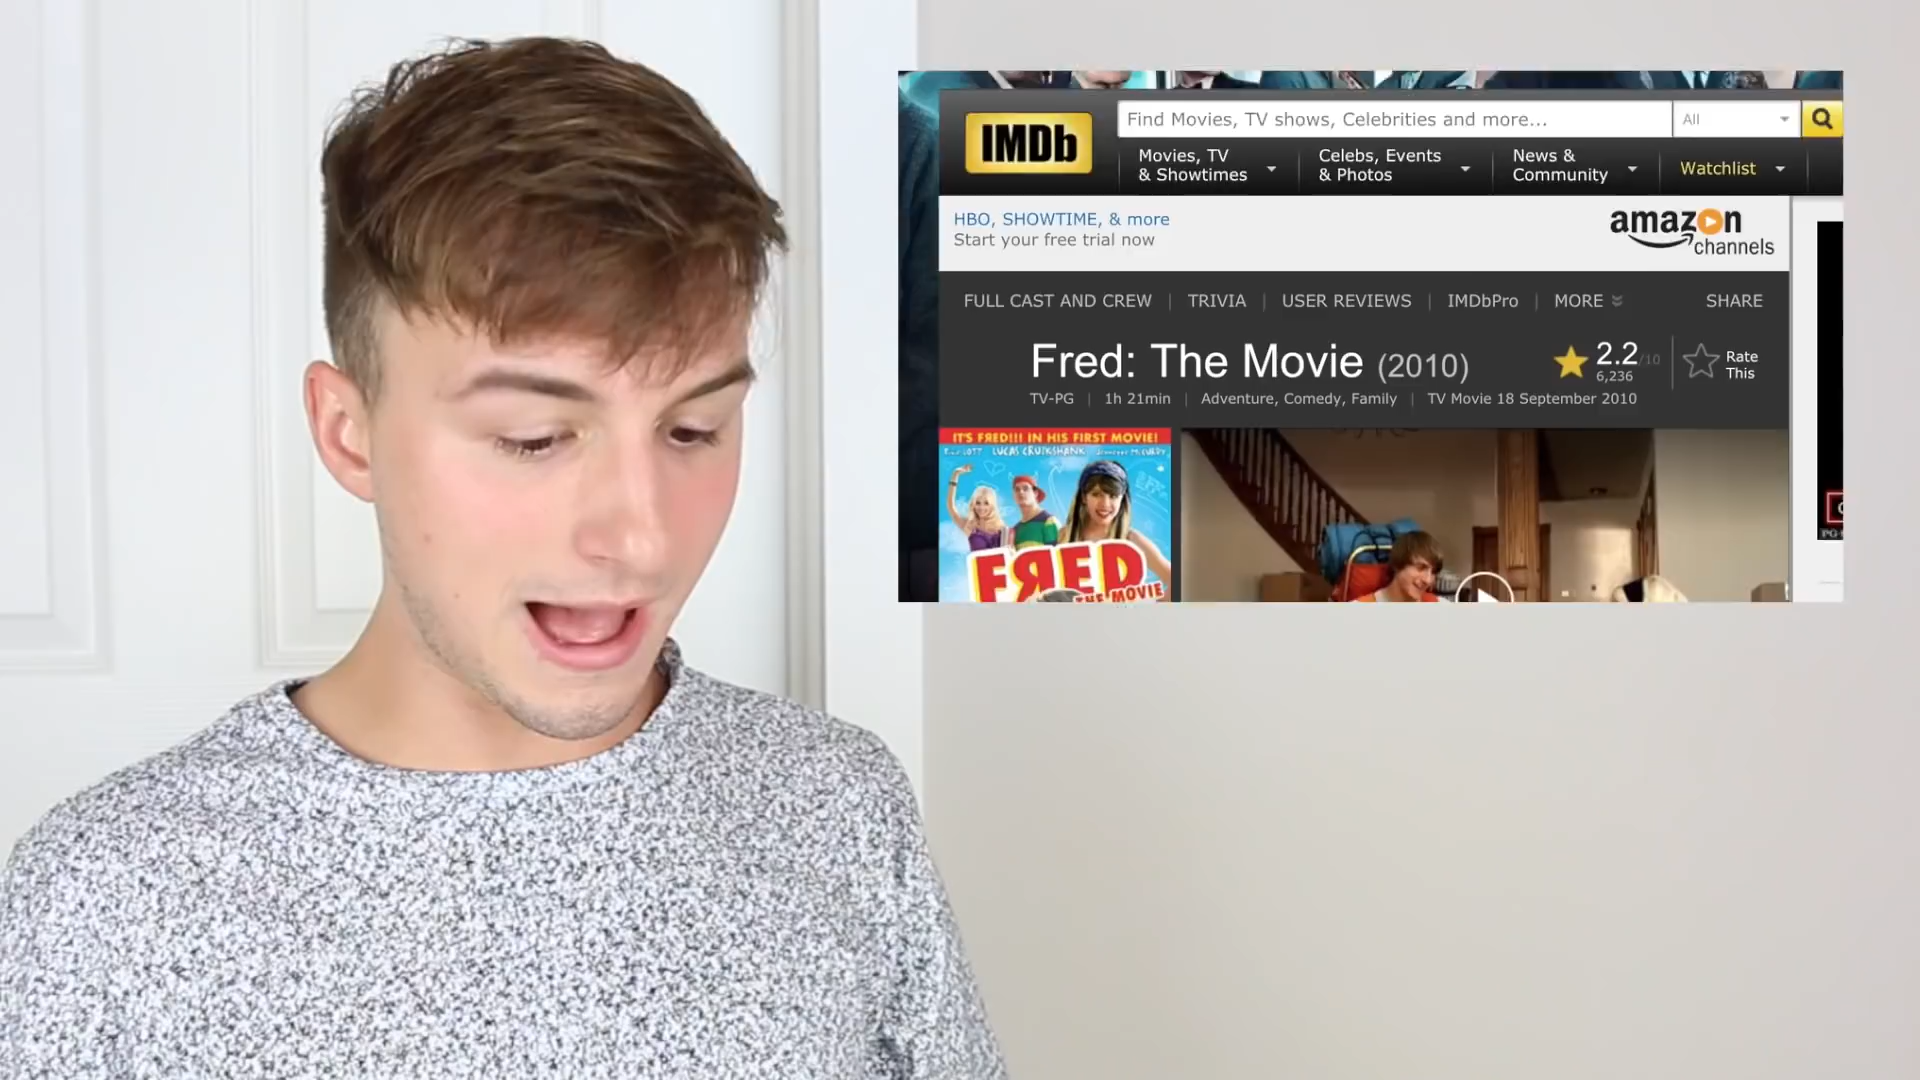 IMDb
Find Movies, TV shows, Celebrities and more...
All
Movies, TV
& Showtimes
Celebs, Events
& Photos
News &
Community
Watchlist
HBO, SHOWTIME, & more
Start your free trial now
amazon
channels
FULL CAST AND CREW | TRIVIA | USER REVIEWS | IMDbPro | MORE
SHARE
Fred: The Movie (2010)
2.2/10
6,236
Rate
This
TV-PG | 1h 21min | Adventure, Comedy, Family | TV Movie 18 September 2010
IT'S FRED!!! IN HIS FIRST MOVIE!
LUCAS CRUIKSHANK
FRED
THE MOVIE